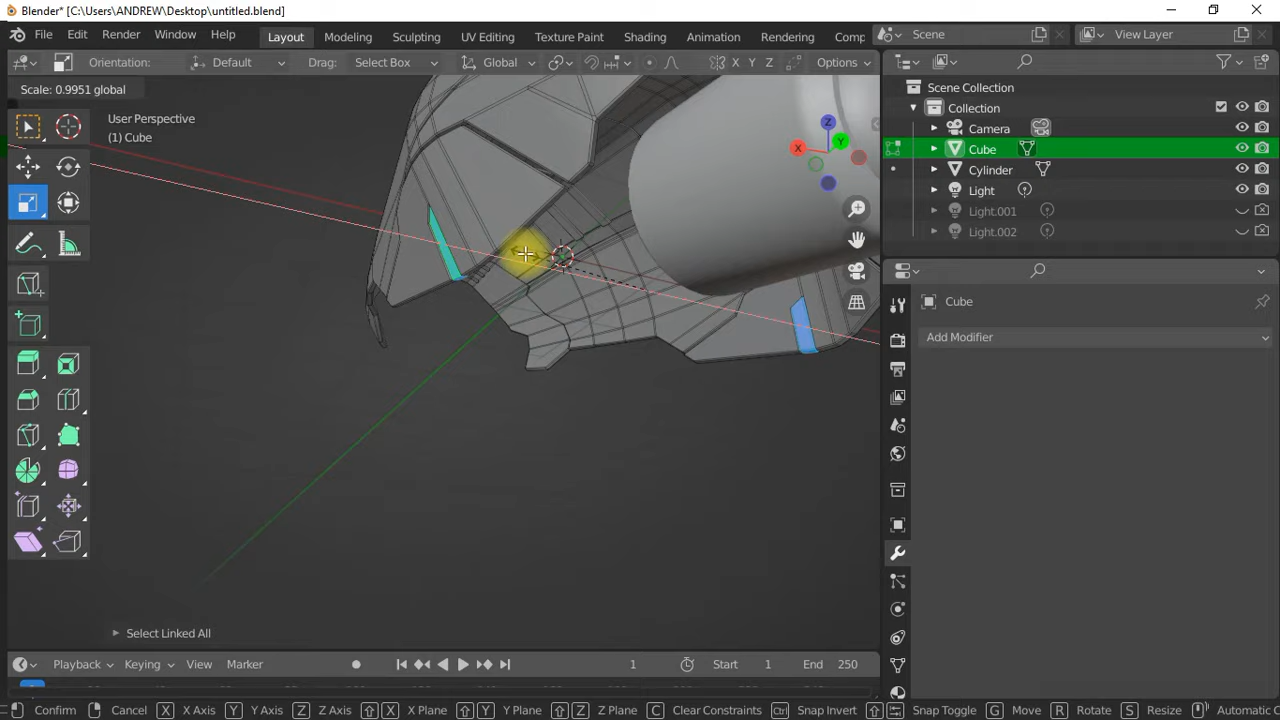 Blender* [C:\Users\ANDREW\Desktop\untitled.blend]
File Edit Render Window Help Layout Modeling Sculpting UV Editing Texture Paint Shading Animation Rendering Comp Scene View Layer
Orientation: Default Drag: Select Box Global X Y Z Options
Scale: 0.9951 global
Scene Collection
Collection
User Perspective
(1) Cube
Camera
Cube
Cylinder
Light
Light.001
Light.002
Z
Y
X
Cube
Add Modifier
Select Linked All
Playback Keying View Marker 1 Start 1 End 250
Confirm Cancel X X Axis Y Y Axis Z Z Axis X X Plane Y Y Plane Z Z Plane C Clear Constraints Snap Invert Snap Toggle G Move R Rotate S Resize Automatic C